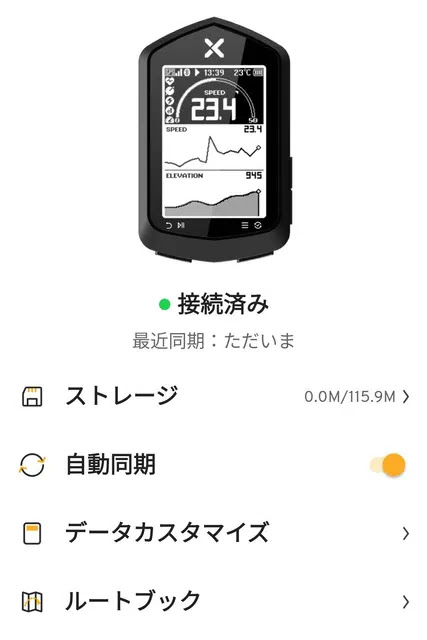 13:39 23℃
SPEED
23.4
50
SPEED 23.4
ELEVATION 945
接続済み
最近同期：ただいま
ストレージ 0.0M/115.9M
自動同期
データカスタマイズ
ルートブック